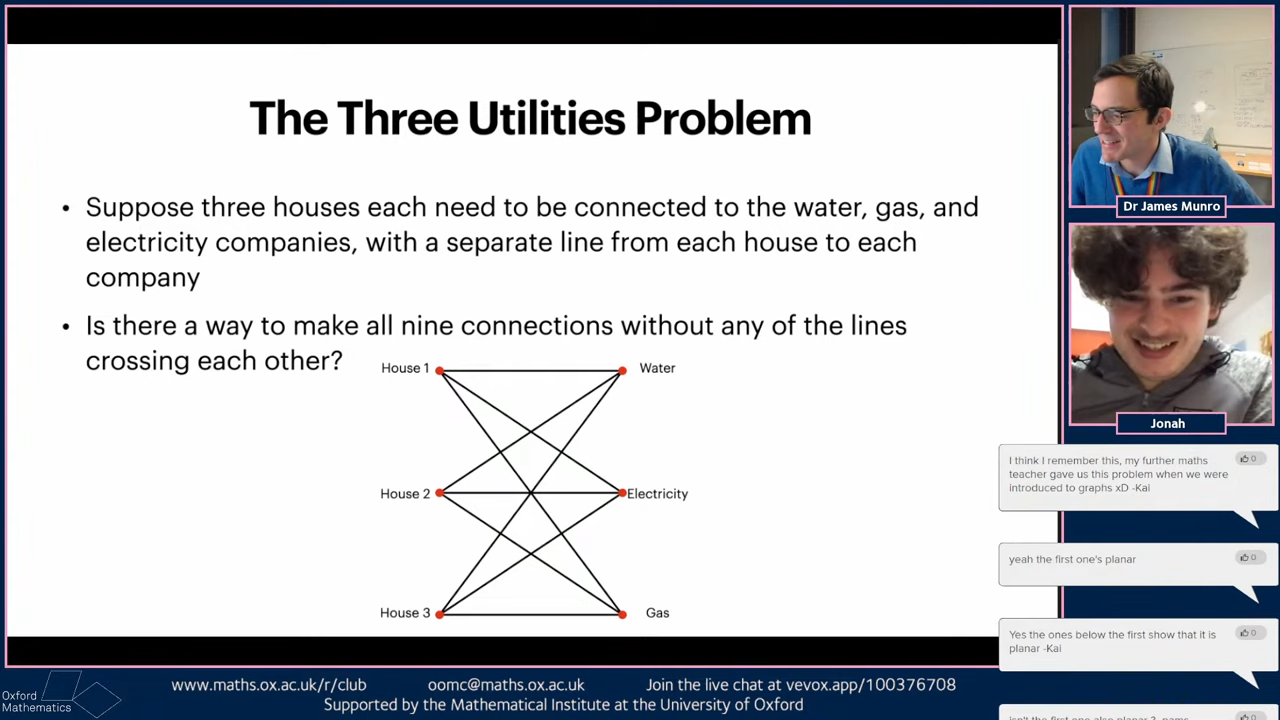 The Three Utilities Problem
• Suppose three houses each need to be connected to the water, gas, and
electricity companies, with a separate line from each house to each
company
• Is there a way to make all nine connections without any of the lines
crossing each other?
House 1
Water
House 2
Electricity
House 3
Gas
Dr James Munro
Jonah
I think I remember this, my further maths
teacher gave us this problem when we were
introduced to graphs xD -Kai
0
yeah the first one's planar
0
Yes the ones below the first show that it is
planar -Kai
0
Oxford
Mathematics
www.maths.ox.ac.uk/r/club
oomc@maths.ox.ac.uk
Join the live chat at vevox.app/100376708
Supported by the Mathematical Institute at the University of Oxford